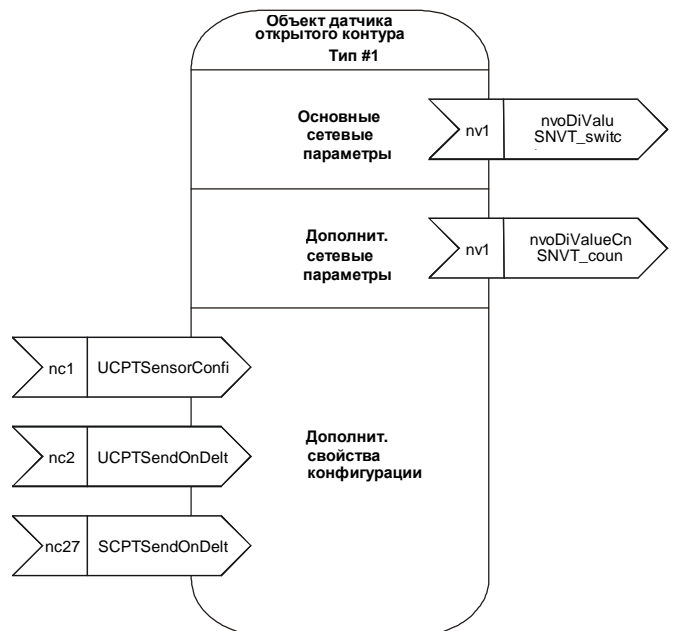 Объект датчика
открытого контура
Тип #1
Основные
сетевые
параметры
nv1
nvoDiValu
SNVT_switc
Дополнит.
сетевые
параметры
nv1
nvoDiValueCn
SNVT_coun
nc1
UCPTSensorConfi
nc2
UCPTSendOnDelt
Дополнит.
свойства
конфигурации
nc27
SCPTSendOnDelt